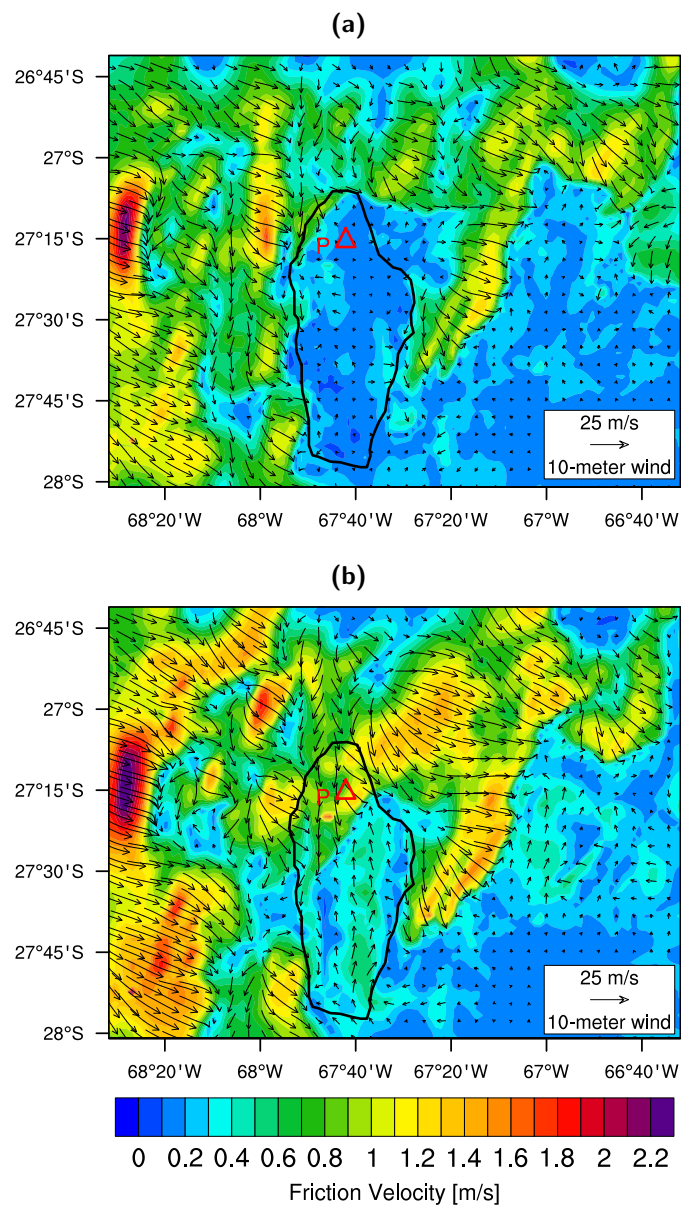 (a)
26°45'S
27°S
27°15'S
27°30'S
27°45'S
28°S
P
25 m/s
10-meter wind
68°20'W 68°W 67°40'W 67°20'W 67°W 66°40'W
(b)
26°45'S
27°S
27°15'S
27°30'S
27°45'S
28°S
P
25 m/s
10-meter wind
68°20'W 68°W 67°40'W 67°20'W 67°W 66°40'W
0 0.2 0.4 0.6 0.8 1 1.2 1.4 1.6 1.8 2 2.2
Friction Velocity [m/s]